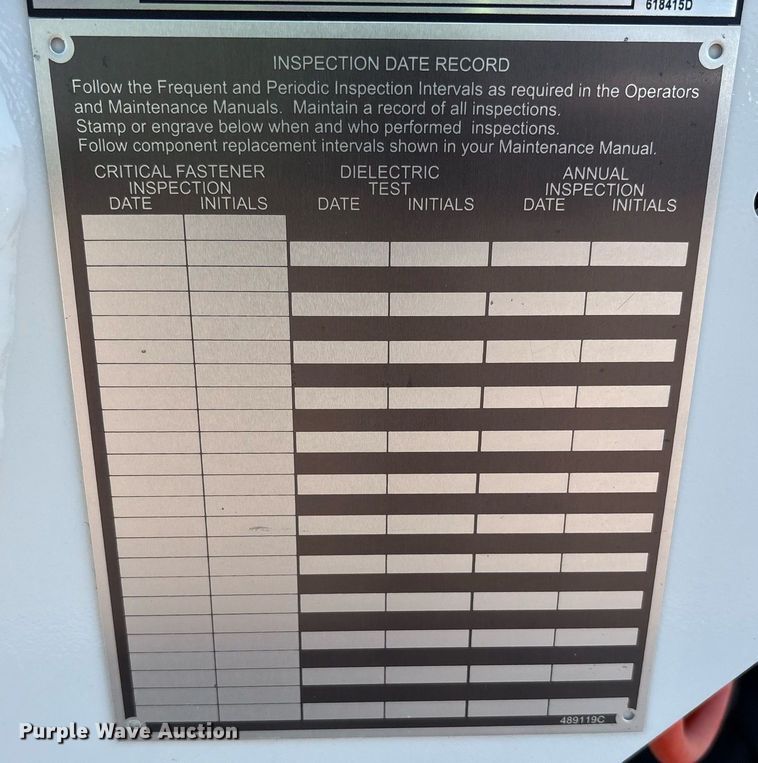 618415D
INSPECTION DATE RECORD
Follow the Frequent and Periodic Inspection Intervals as required in the Operators
and Maintenance Manuals. Maintain a record of all inspections.
Stamp or engrave below when and who performed inspections.
Follow component replacement intervals shown in your Maintenance Manual.
CRITICAL FASTENER DIELECTRIC ANNUAL
INSPECTION TEST INSPECTION
DATE INITIALS DATE INITIALS DATE INITIALS
489119C
Purple Wave Auction